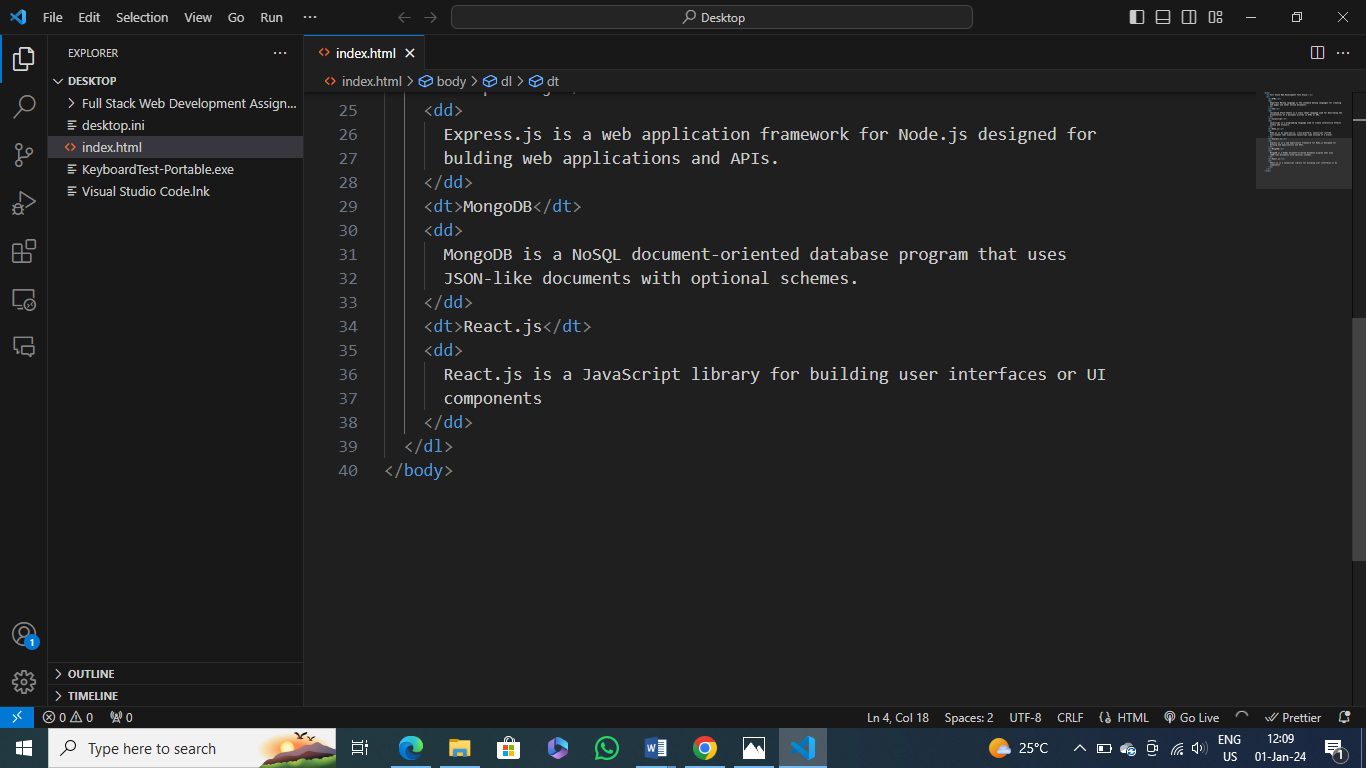 File Edit Selection View Go Run ···
Desktop
EXPLORER
index.html
DESKTOP
index.html > body > dl > dt
Full Stack Web Development Assign...
desktop.ini
index.html
KeyboardTest-Portable.exe
Visual Studio Code.lnk
25 <dd>
26 Express.js is a web application framework for Node.js designed for
27 bulding web applications and APIs.
28 </dd>
29 <dt>MongoDB</dt>
30 <dd>
31 MongoDB is a NoSQL document-oriented database program that uses
32 JSON-like documents with optional schemes.
33 </dd>
34 <dt>React.js</dt>
35 <dd>
36 React.js is a JavaScript library for building user interfaces or UI
37 components
38 </dd>
39 </dl>
40 </body>
1
OUTLINE
TIMELINE
0 0 0 Ln 4, Col 18 Spaces: 2 UTF-8 CRLF HTML Go Live Prettier
Type here to search
25°C
ENG
US
12:09
01-Jan-24
1